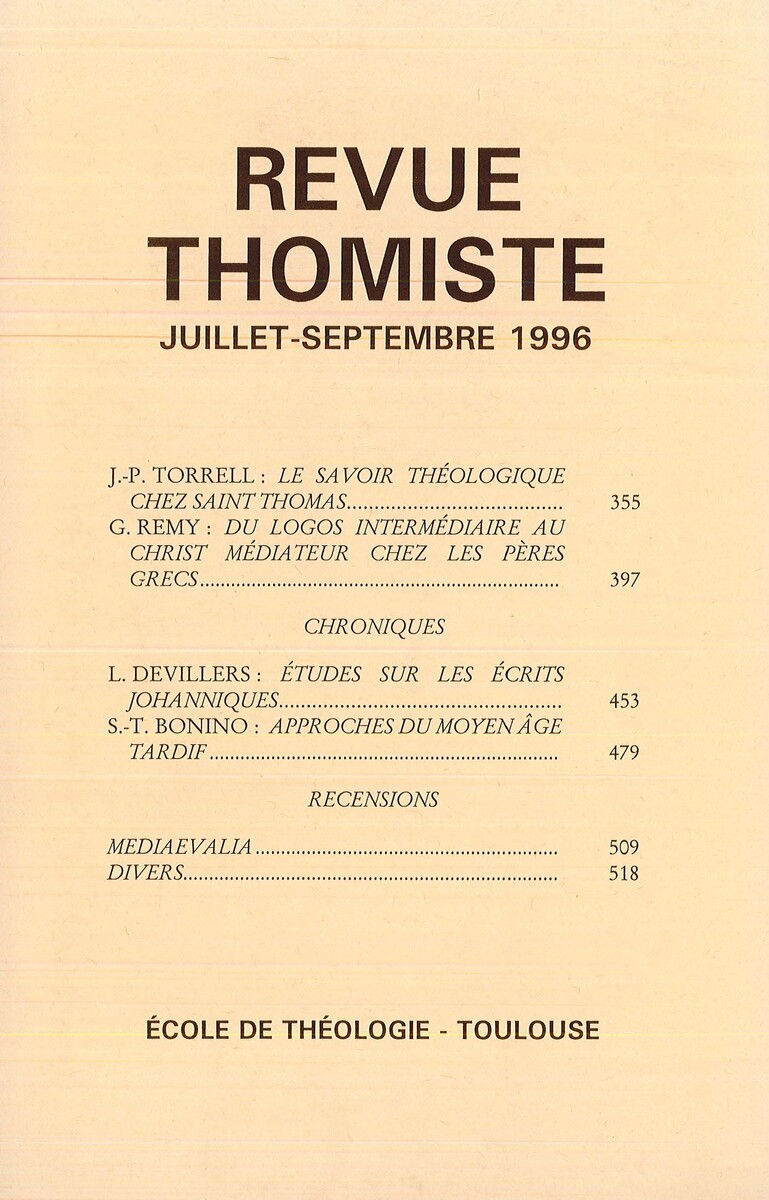 REVUE
THOMISTE
JUILLET-SEPTEMBRE 1996
J.-P. TORRELL : LE SAVOIR THÉOLOGIQUE
CHEZ SAINT THOMAS....................................... 355
G. REMY : DU LOGOS INTERMÉDIAIRE AU
CHRIST MÉDIATEUR CHEZ LES PÈRES
GRECS................................................................ 397
CHRONIQUES
L. DEVILLERS : ÉTUDES SUR LES ÉCRITS
JOHANNIQUES................................................... 453
S.-T. BONINO : APPROCHES DU MOYEN ÂGE
TARDIF .............................................................. 479
RECENSIONS
MEDIAEVALIA ...................................................... 509
DIVERS................................................................... 518
ÉCOLE DE THÉOLOGIE - TOULOUSE